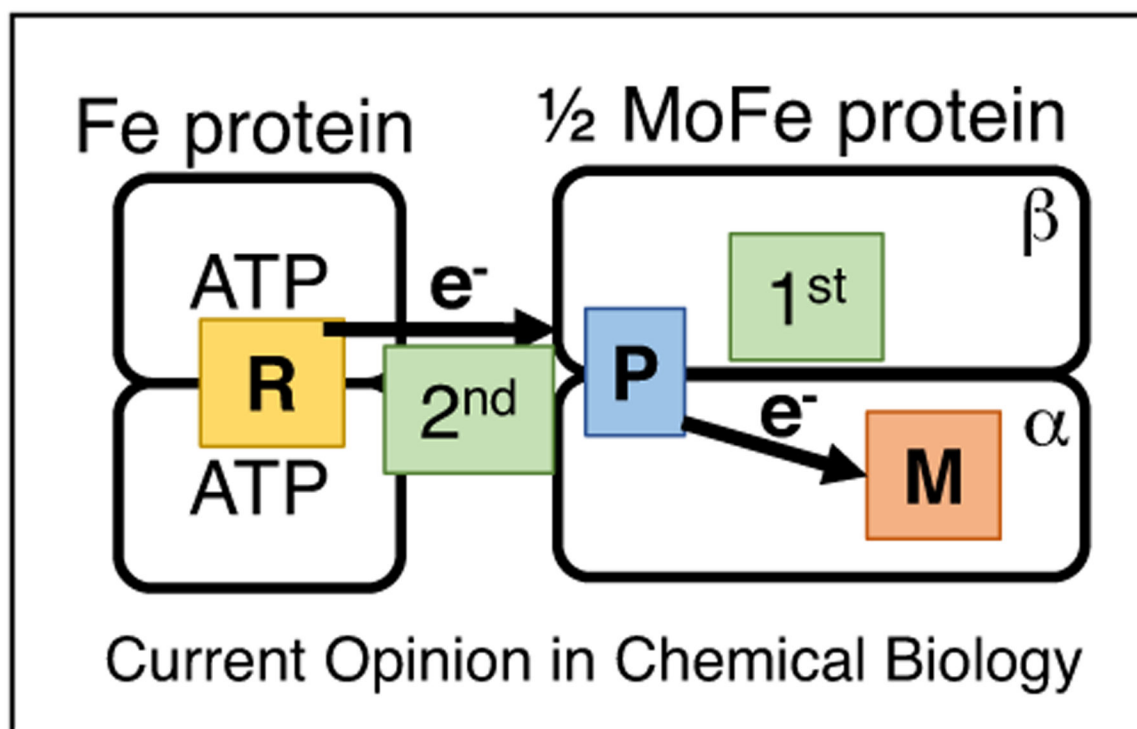 Fe protein
½ MoFe protein
β
ATP
e⁻
1ˢᵗ
R
2ⁿᵈ
P
e⁻
α
M
ATP
Current Opinion in Chemical Biology